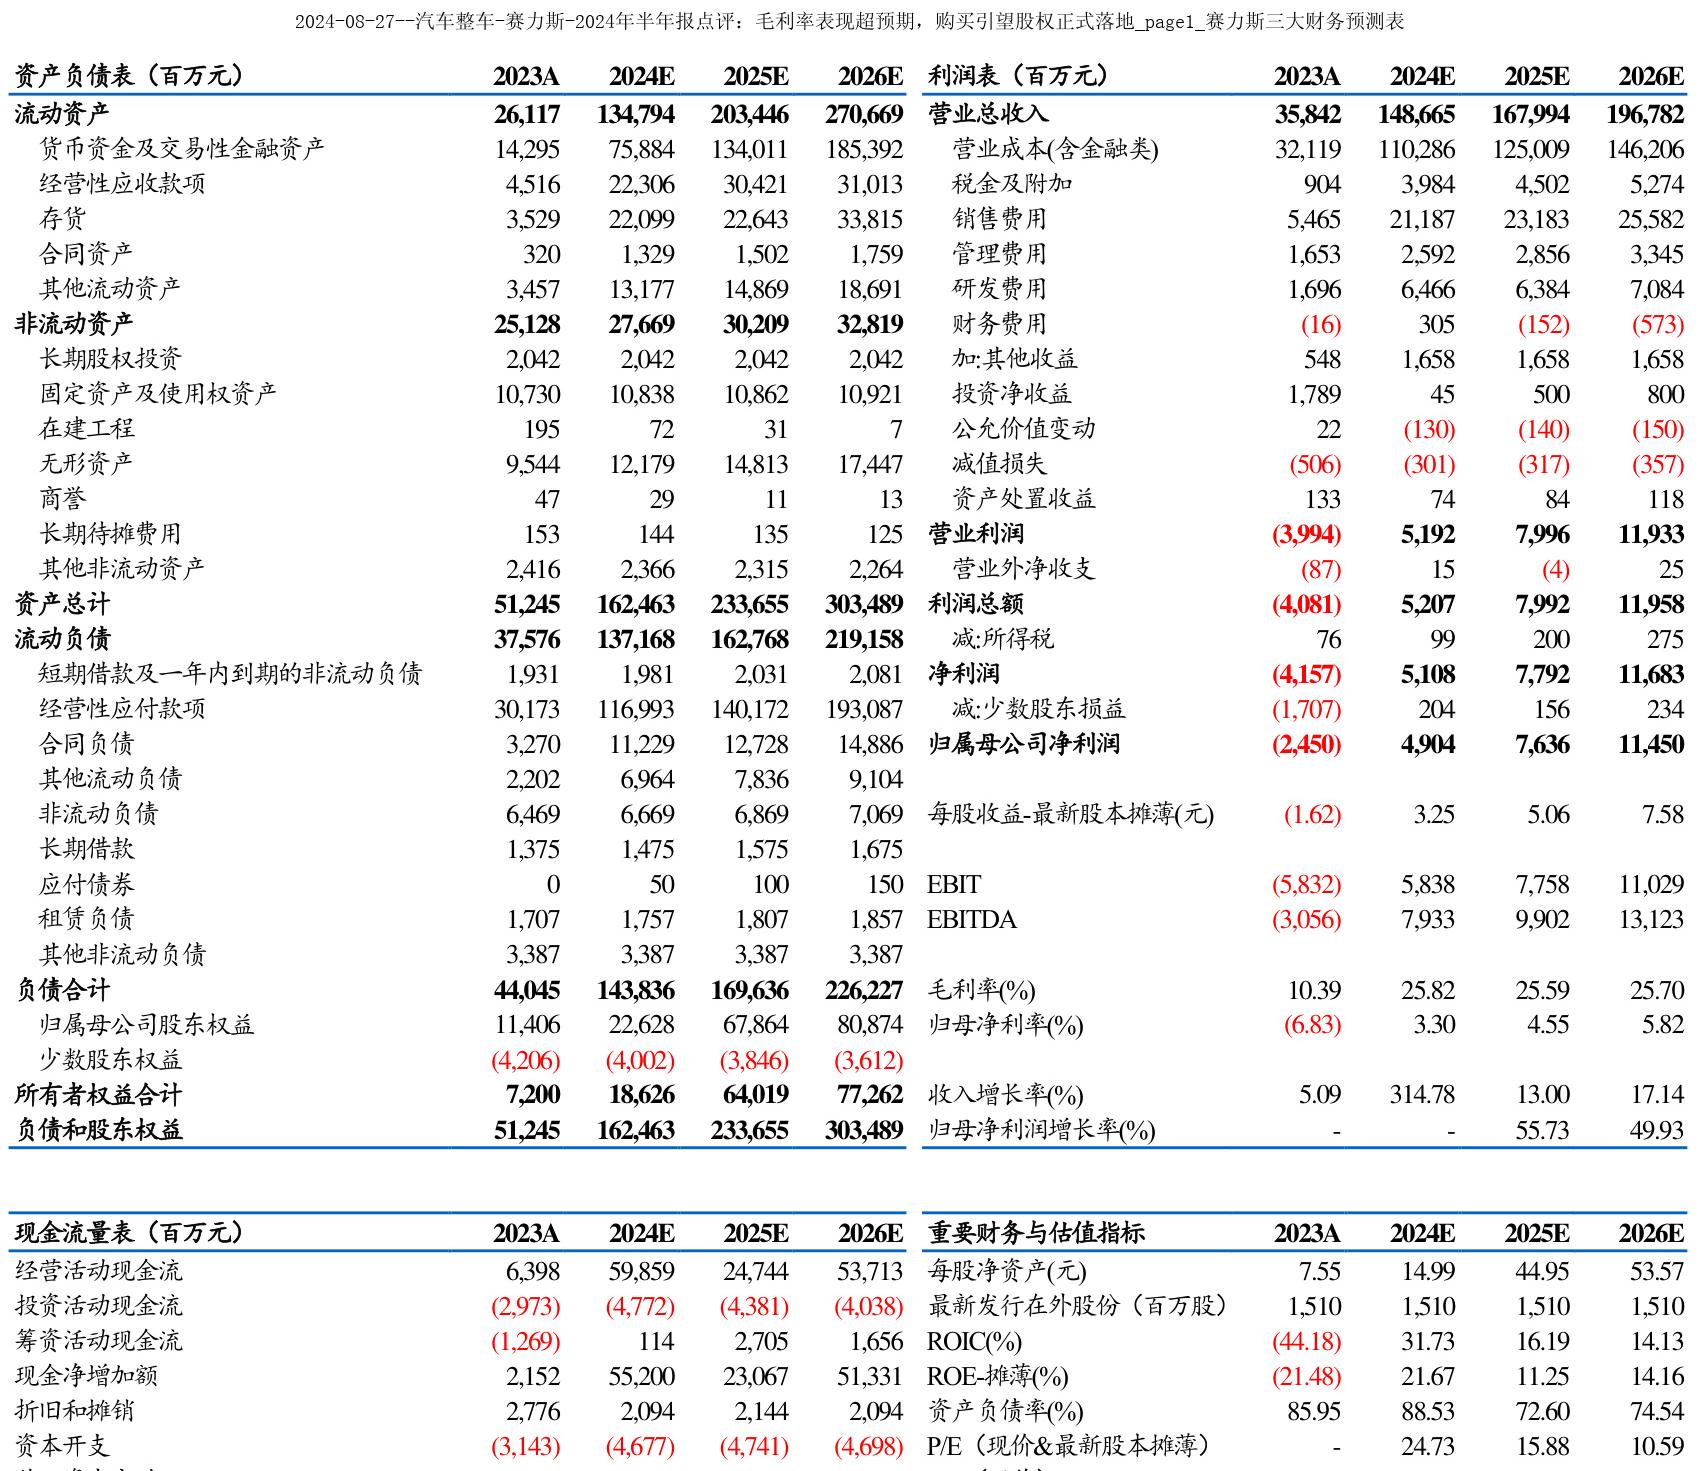 2024-08-27--汽车整车-赛力斯-2024年半年报点评：毛利率表现超预期，购买引望股权正式落地_page1_赛力斯三大财务预测表
资产负债表（百万元） 2023A 2024E 2025E 2026E
流动资产 26,117 134,794 203,446 270,669
货币资金及交易性金融资产 14,295 75,884 134,011 185,392
经营性应收款项 4,516 22,306 30,421 31,013
存货 3,529 22,099 22,643 33,815
合同资产 320 1,329 1,502 1,759
其他流动资产 3,457 13,177 14,869 18,691
非流动资产 25,128 27,669 30,209 32,819
长期股权投资 2,042 2,042 2,042 2,042
固定资产及使用权资产 10,730 10,838 10,862 10,921
在建工程 195 72 31 7
无形资产 9,544 12,179 14,813 17,447
商誉 47 29 11 13
长期待摊费用 153 144 135 125
其他非流动资产 2,416 2,366 2,315 2,264
资产总计 51,245 162,463 233,655 303,489
流动负债 37,576 137,168 162,768 219,158
短期借款及一年内到期的非流动负债 1,931 1,981 2,031 2,081
经营性应付款项 30,173 116,993 140,172 193,087
合同负债 3,270 11,229 12,728 14,886
其他流动负债 2,202 6,964 7,836 9,104
非流动负债 6,469 6,669 6,869 7,069
长期借款 1,375 1,475 1,575 1,675
应付债券 0 50 100 150
租赁负债 1,707 1,757 1,807 1,857
其他非流动负债 3,387 3,387 3,387 3,387
负债合计 44,045 143,836 169,636 226,227
归属母公司股东权益 11,406 22,628 67,864 80,874
少数股东权益 (4,206) (4,002) (3,846) (3,612)
所有者权益合计 7,200 18,626 64,019 77,262
负债和股东权益 51,245 162,463 233,655 303,489
利润表（百万元） 2023A 2024E 2025E 2026E
营业总收入 35,842 148,665 167,994 196,782
营业成本(含金融类) 32,119 110,286 125,009 146,206
税金及附加 904 3,984 4,502 5,274
销售费用 5,465 21,187 23,183 25,582
管理费用 1,653 2,592 2,856 3,345
研发费用 1,696 6,466 6,384 7,084
财务费用 (16) 305 (152) (573)
加:其他收益 548 1,658 1,658 1,658
投资净收益 1,789 45 500 800
公允价值变动 22 (130) (140) (150)
减值损失 (506) (301) (317) (357)
资产处置收益 133 74 84 118
营业利润 (3,994) 5,192 7,996 11,933
营业外净收支 (87) 15 (4) 25
利润总额 (4,081) 5,207 7,992 11,958
减:所得税 76 99 200 275
净利润 (4,157) 5,108 7,792 11,683
减:少数股东损益 (1,707) 204 156 234
归属母公司净利润 (2,450) 4,904 7,636 11,450
每股收益-最新股本摊薄(元) (1.62) 3.25 5.06 7.58
EBIT (5,832) 5,838 7,758 11,029
EBITDA (3,056) 7,933 9,902 13,123
毛利率(%) 10.39 25.82 25.59 25.70
归母净利率(%) (6.83) 3.30 4.55 5.82
收入增长率(%) 5.09 314.78 13.00 17.14
归母净利润增长率(%) - - 55.73 49.93
现金流量表（百万元） 2023A 2024E 2025E 2026E
经营活动现金流 6,398 59,859 24,744 53,713
投资活动现金流 (2,973) (4,772) (4,381) (4,038)
筹资活动现金流 (1,269) 114 2,705 1,656
现金净增加额 2,152 55,200 23,067 51,331
折旧和摊销 2,776 2,094 2,144 2,094
资本开支 (3,143) (4,677) (4,741) (4,698)
重要财务与估值指标 2023A 2024E 2025E 2026E
每股净资产(元) 7.55 14.99 44.95 53.57
最新发行在外股份（百万股） 1,510 1,510 1,510 1,510
ROIC(%) (44.18) 31.73 16.19 14.13
ROE-摊薄(%) (21.48) 21.67 11.25 14.16
资产负债率(%) 85.95 88.53 72.60 74.54
P/E（现价&最新股本摊薄） - 24.73 15.88 10.59